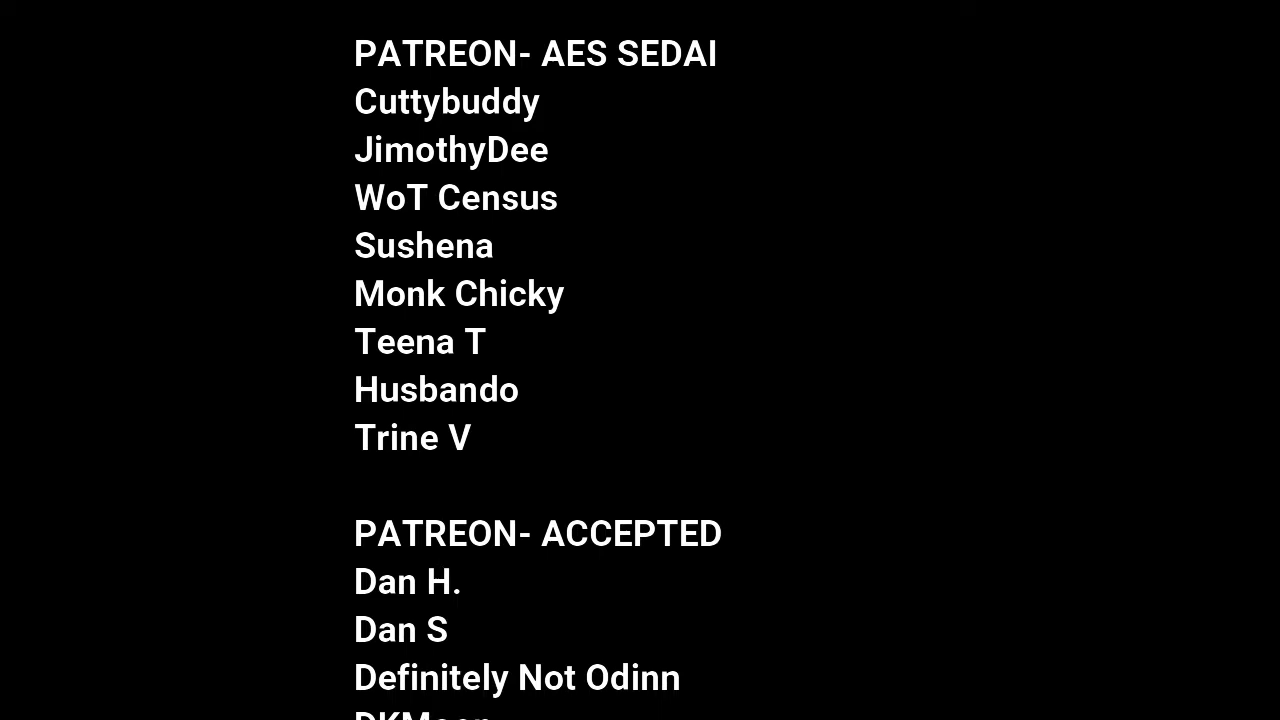 PATREON- AES SEDAI
Cuttybuddy
JimothyDee
WoT Census
Sushena
Monk Chicky
Teena T
Husbando
Trine V
PATREON- ACCEPTED
Dan H.
Dan S
Definitely Not Odinn